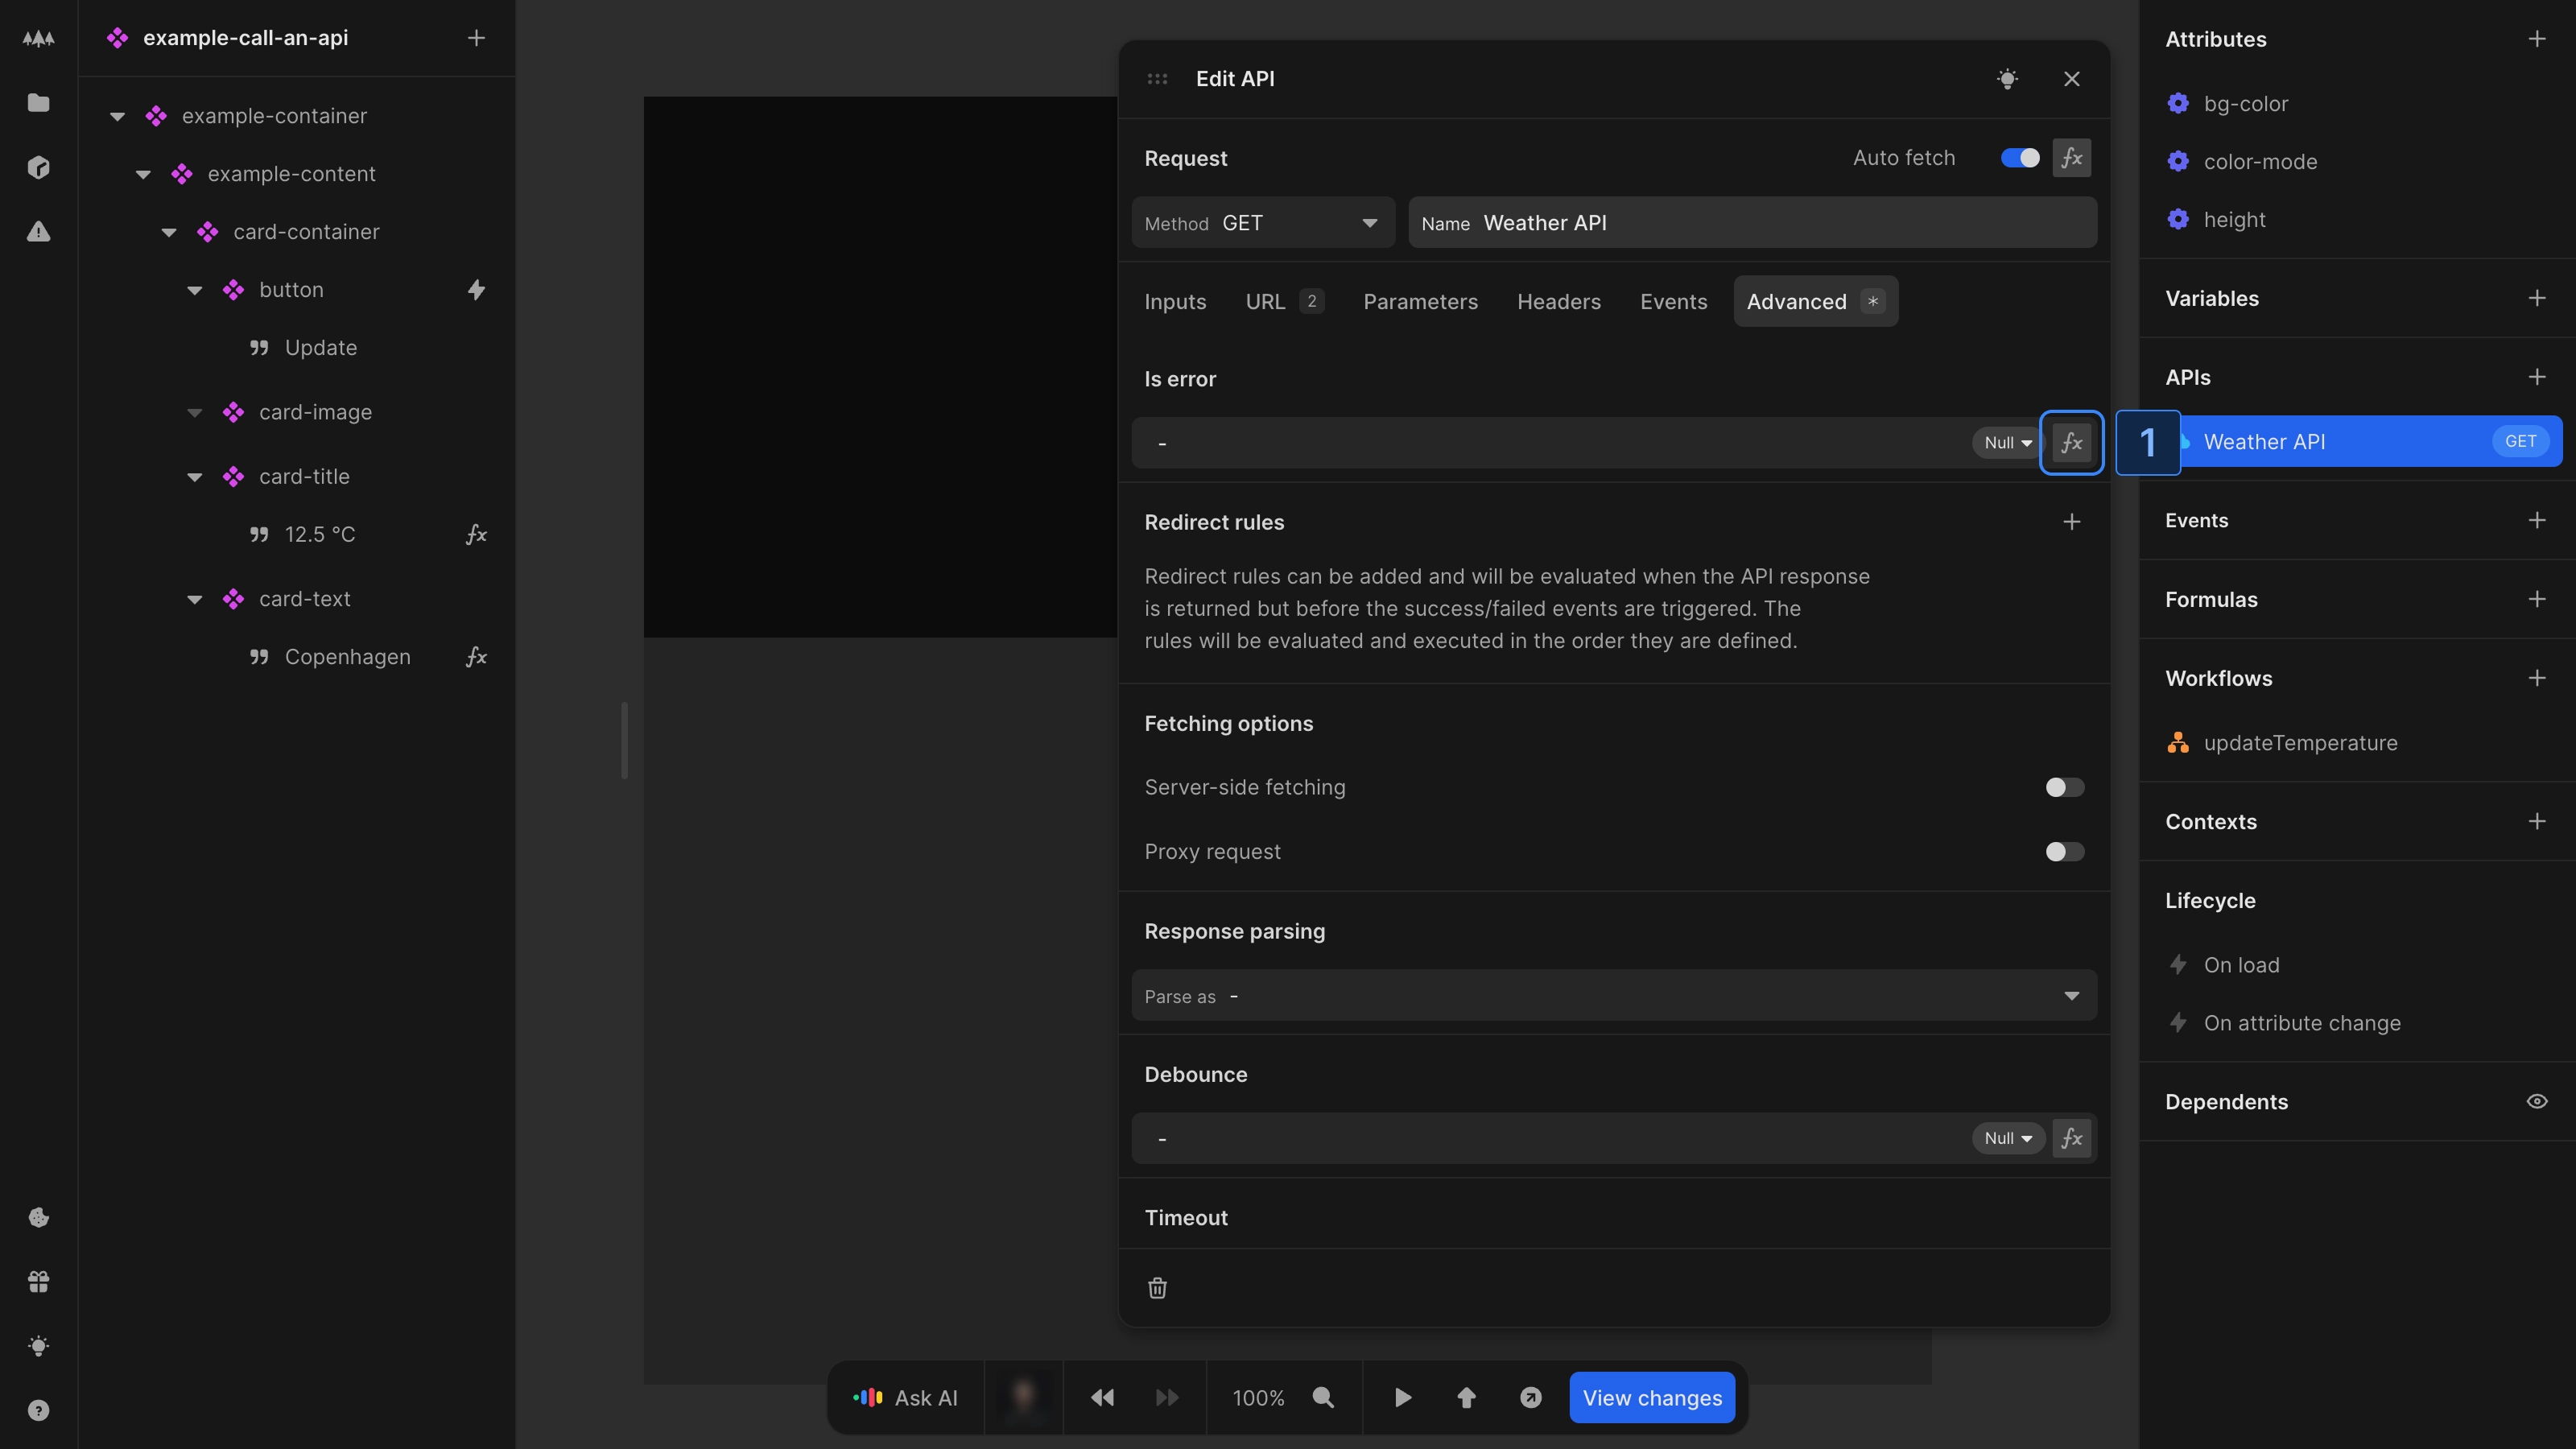 example-call-an-api
example-container
example-content
card-container
button
Update
card-image
card-title
12.5 °C
fx
card-text
Copenhagen
fx
Edit API
Request
Auto fetch
fx
Method GET
Name Weather API
Inputs URL 2 Parameters Headers Events Advanced *
Is error
- Null fx
1
Redirect rules
Redirect rules can be added and will be evaluated when the API response
is returned but before the success/failed events are triggered. The
rules will be evaluated and executed in the order they are defined.
Fetching options
Server-side fetching
Proxy request
Response parsing
Parse as -
Debounce
- Null fx
Timeout
Ask AI
100%
View changes
Attributes
bg-color
color-mode
height
Variables
APIs
Weather API GET
Events
Formulas
Workflows
updateTemperature
Contexts
Lifecycle
On load
On attribute change
Dependents